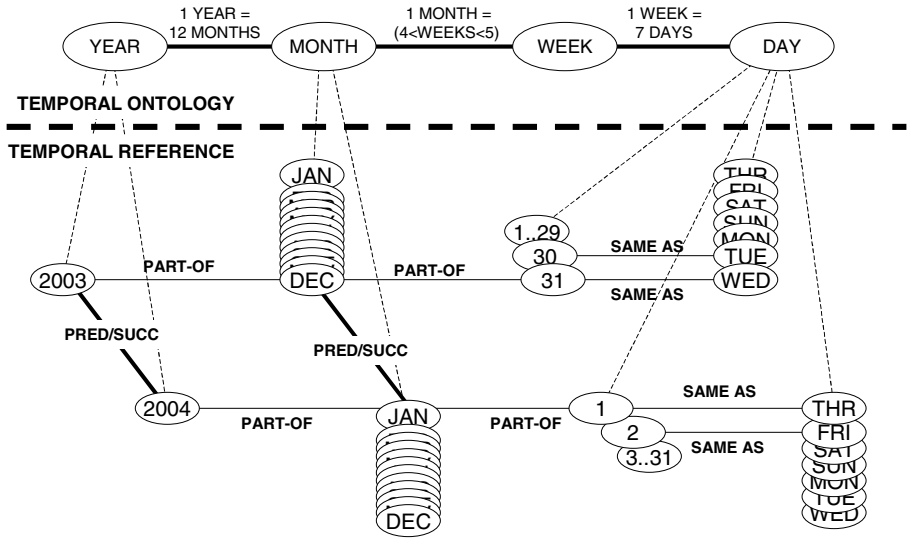 1 YEAR =
12 MONTHS
1 MONTH =
(4<WEEKS<5)
1 WEEK =
7 DAYS
YEAR
MONTH
WEEK
DAY
TEMPORAL ONTOLOGY
TEMPORAL REFERENCE
JAN
THR
FRI
SAT
SUN
MON
TUE
WED
1..29
30
31
SAME AS
SAME AS
2003
PART-OF
DEC
PART-OF
PRED/SUCC
PRED/SUCC
2004
PART-OF
JAN
PART-OF
1
SAME AS
THR
2
SAME AS
FRI
3..31
SAT
SUN
MON
TUE
WED
DEC